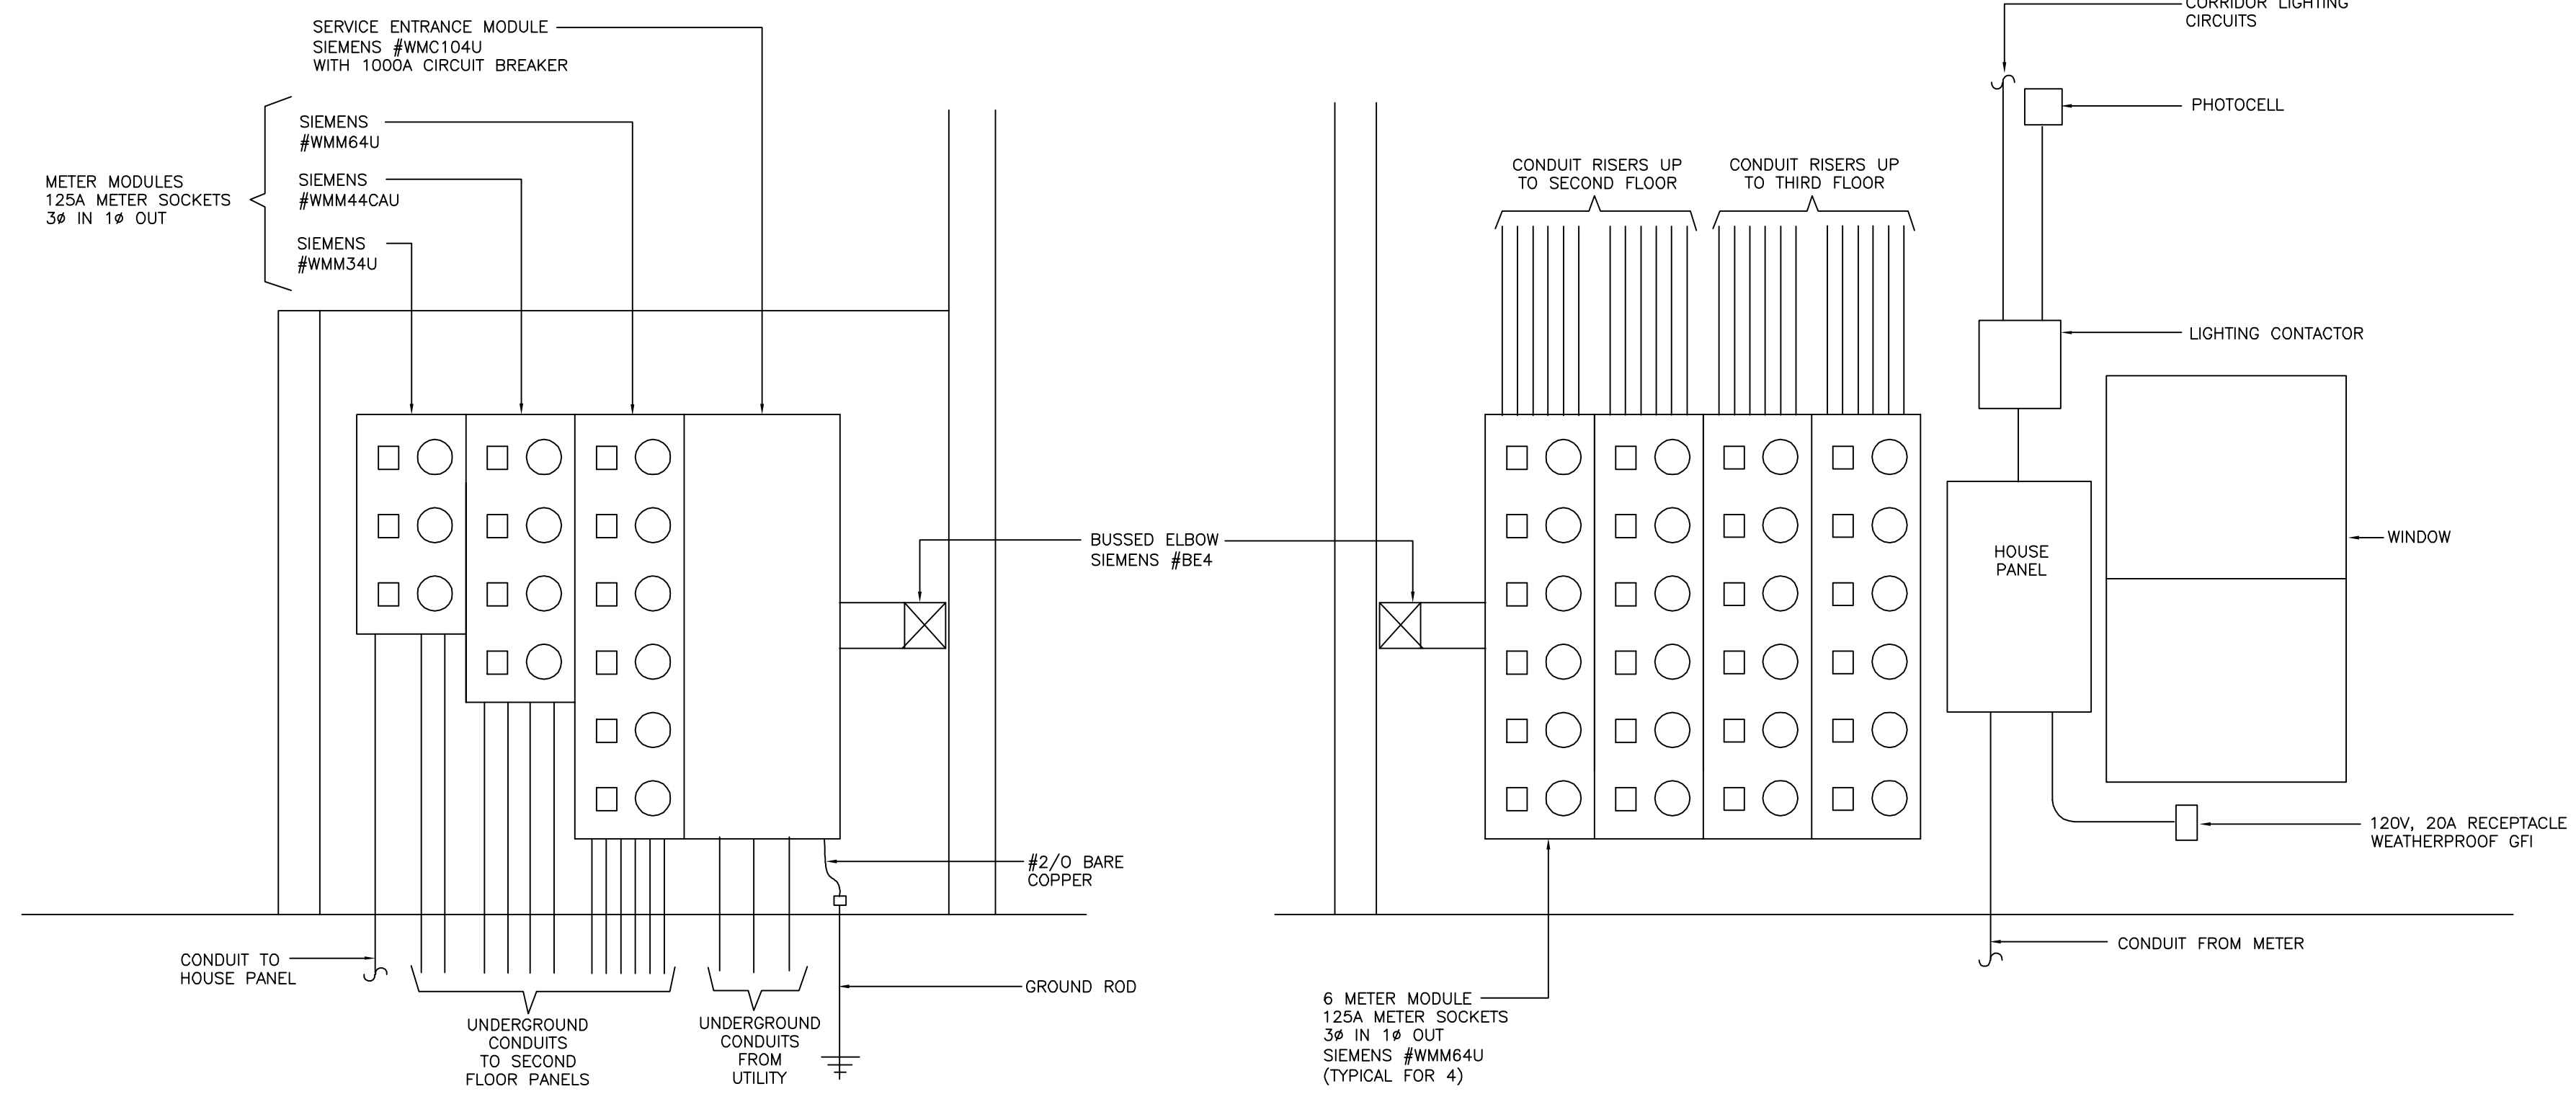 SERVICE ENTRANCE MODULE
SIEMENS #WMC104U
WITH 1000A CIRCUIT BREAKER
SIEMENS
#WMM64U
METER MODULES
125A METER SOCKETS
3ø IN 1ø OUT
SIEMENS
#WMM44CAU
SIEMENS
#WMM34U
CONDUIT TO
HOUSE PANEL
UNDERGROUND
CONDUITS
TO SECOND
FLOOR PANELS
UNDERGROUND
CONDUITS
FROM
UTILITY
#2/0 BARE
COPPER
GROUND ROD
BUSSED ELBOW
SIEMENS #BE4
CONDUIT RISERS UP
TO SECOND FLOOR
CONDUIT RISERS UP
TO THIRD FLOOR
CORRIDOR LIGHTING
CIRCUITS
PHOTOCELL
LIGHTING CONTACTOR
HOUSE
PANEL
WINDOW
120V, 20A RECEPTACLE
WEATHERPROOF GFI
CONDUIT FROM METER
6 METER MODULE
125A METER SOCKETS
3ø IN 1ø OUT
SIEMENS #WMM64U
(TYPICAL FOR 4)